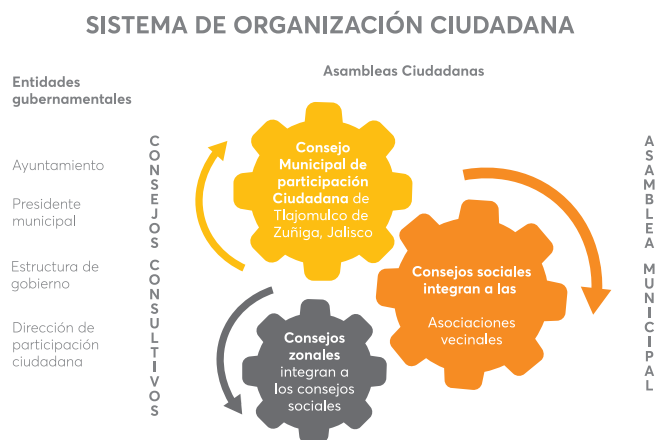 SISTEMA DE ORGANIZACIÓN CIUDADANA
Entidades
gubernamentales
Ayuntamiento
Presidente
municipal
Estructura de
gobierno
Dirección de
participación
ciudadana
CONSEJOS CONSULTIVOS
Asambleas Ciudadanas
Consejo
Municipal de
participación
Ciudadana de
Tlajomulco de
Zuñiga, Jalisco
Consejos sociales
integran a las
Asociaciones
vecinales
Consejos
zonales
integran a
los consejos
sociales
ASAMBLEA MUNICIPAL